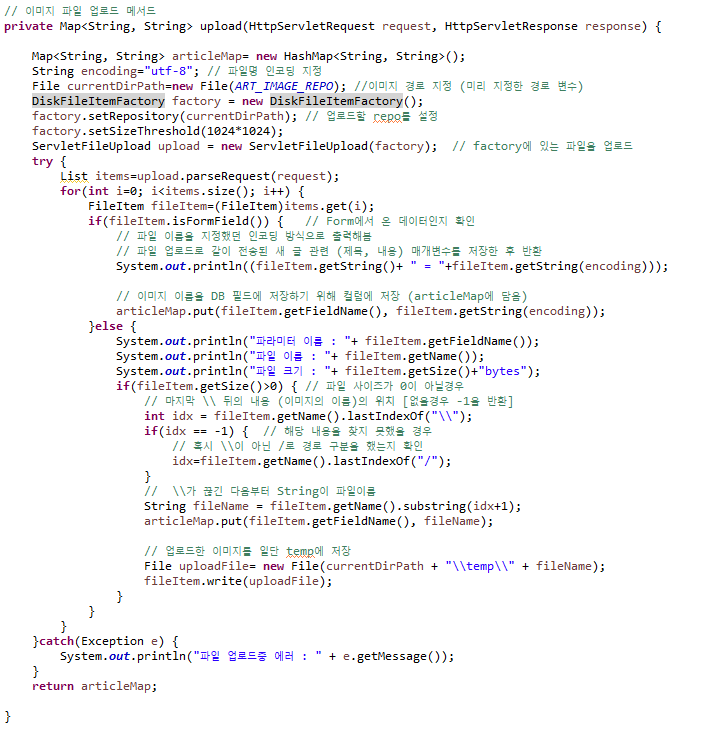 // 이미지 파일 업로드 메서드
private Map<String, String> upload(HttpServletRequest request, HttpServletResponse response) {
Map<String, String> articleMap= new HashMap<String, String>();
String encoding="utf-8"; // 파일명 인코딩 지정
File currentDirPath=new File(ART_IMAGE_REPO); //이미지 경로 지정 (미리 지정한 경로 변수)
DiskFileItemFactory factory = new DiskFileItemFactory();
factory.setRepository(currentDirPath); // 업로드할 repo를 설정
factory.setSizeThreshold(1024*1024);
ServletFileUpload upload = new ServletFileUpload(factory);  // factory에 있는 파일을 업로드
try {
List items=upload.parseRequest(request);
for(int i=0; i<items.size(); i++) {
FileItem fileItem=(FileItem)items.get(i);
if(fileItem.isFormField()) {   // Form에서 온 데이터인지 확인
// 파일 이름을 지정했던 인코딩 방식으로 출력해봄
// 파일 업로드로 같이 전송된 새 글 관련 (제목, 내용) 매개변수를 저장한 후 반환
System.out.println((fileItem.getString()+ " = "+fileItem.getString(encoding)));
// 이미지 이름을 DB 필드에 저장하기 위해 컬럼에 저장 (articleMap에 담음)
articleMap.put(fileItem.getFieldName(), fileItem.getString(encoding));
}else {
System.out.println("파라미터 이름 : "+ fileItem.getFieldName());
System.out.println("파일 이름 : "+ fileItem.getName());
System.out.println("파일 크기 : "+ fileItem.getSize()+"bytes");
if(fileItem.getSize()>0) { // 파일 사이즈가 0이 아닐경우
// 마지막 \\ 뒤의 내용 (이미지의 이름)의 위치 [없을경우 -1을 반환]
int idx = fileItem.getName().lastIndexOf("\\");
if(idx == -1) {  // 해당 내용을 찾지 못했을 경우
// 혹시 \\이 아닌 /로 경로 구분을 했는지 확인
idx=fileItem.getName().lastIndexOf("/");
}
//  \\가 끊긴 다음부터 String이 파일이름
String fileName = fileItem.getName().substring(idx+1);
articleMap.put(fileItem.getFieldName(), fileName);
// 업로드한 이미지를 일단 temp에 저장
File uploadFile= new File(currentDirPath + "\\temp\\" + fileName);
fileItem.write(uploadFile);
}
}
}
}catch(Exception e) {
System.out.println("파일 업로드중 에러 : " + e.getMessage());
}
return articleMap;
}